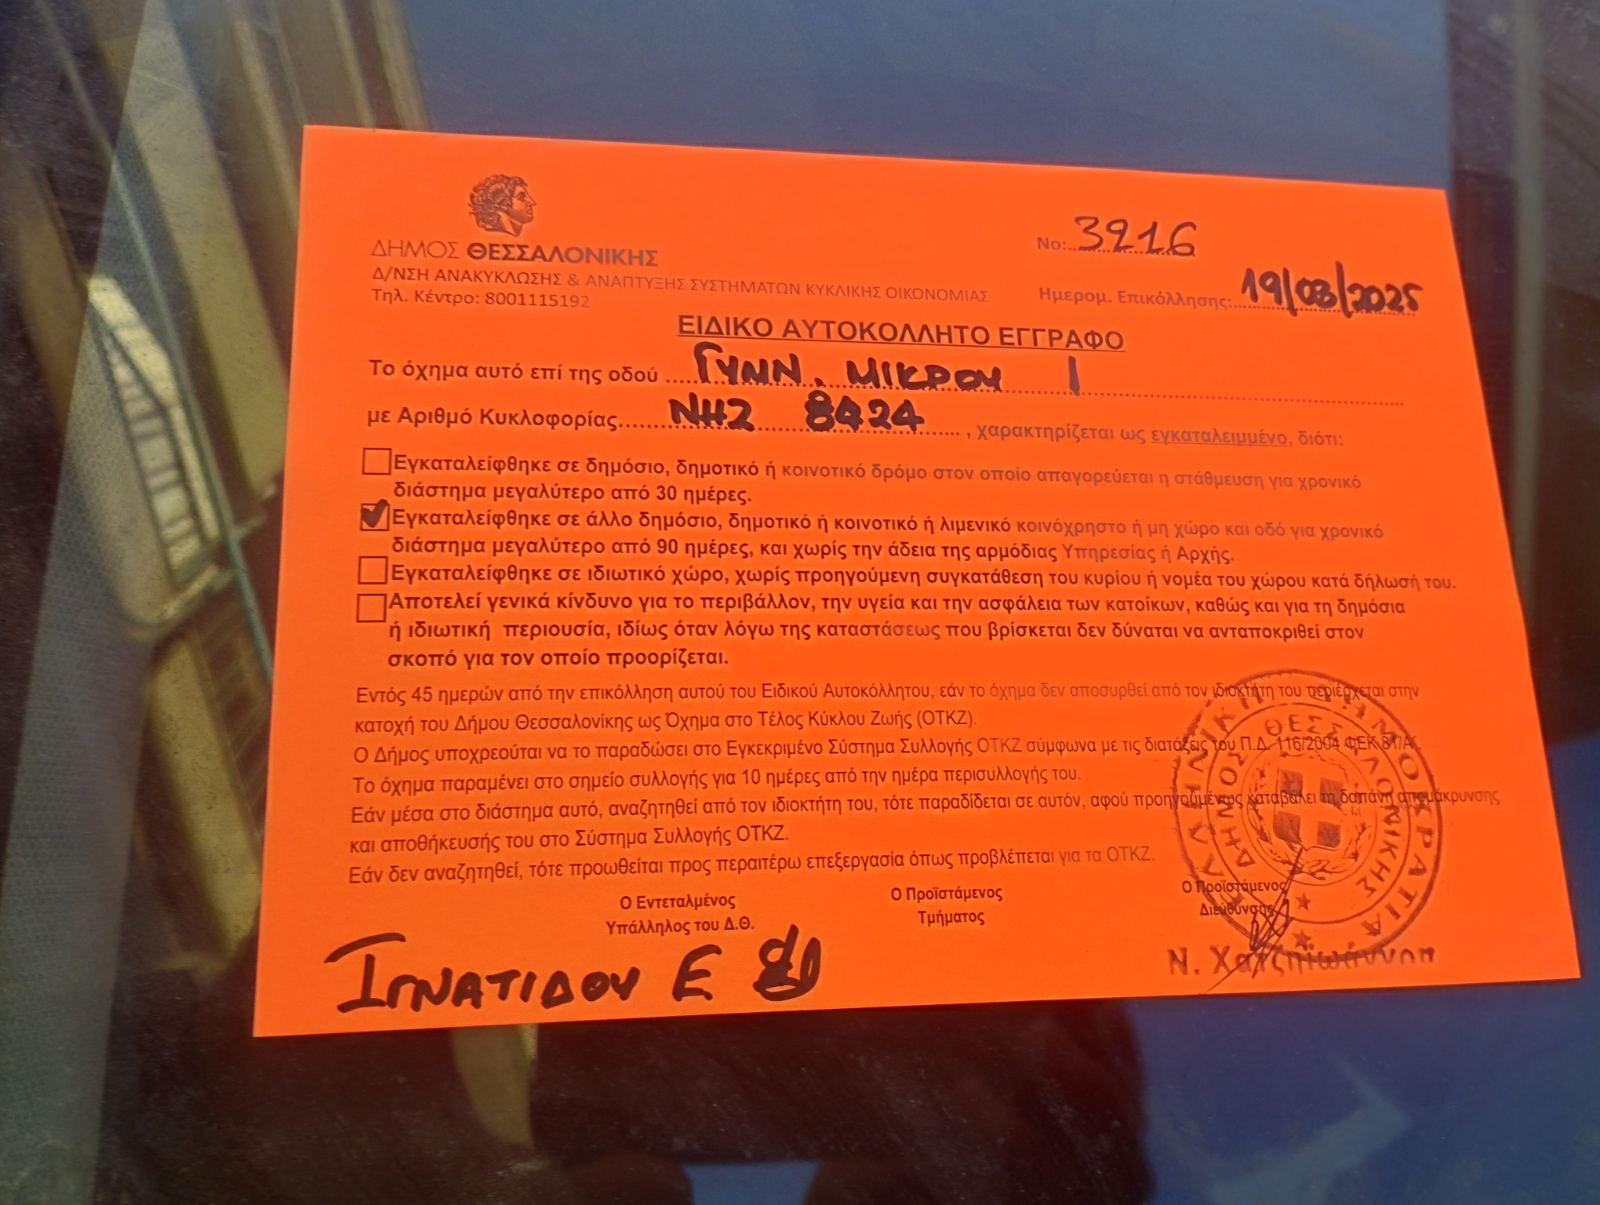 ΔΗΜΟΣ ΘΕΣΣΑΛΟΝΙΚΗΣ
Δ/ΝΣΗ ΑΝΑΚΥΚΛΩΣΗΣ & ΑΝΑΠΤΥΞΗΣ ΣΥΣΤΗΜΑΤΩΝ ΚΥΚΛΙΚΗΣ ΟΙΚΟΝΟΜΙΑΣ
Τηλ. Κέντρο: 8001115192
Νο: 3916
Ημερομ. Επικόλλησης: 19/03/2025
ΕΙΔΙΚΟ ΑΥΤΟΚΟΛΛΗΤΟ ΕΓΓΡΑΦΟ
Το όχημα αυτό επί της οδού ΓΥΜΝ. ΜΙΚΡΟΥ 1
με Αριθμό Κυκλοφορίας ΝΗΖ 8424, χαρακτηρίζεται ως εγκαταλειμμένο, διότι:
Εγκαταλείφθηκε σε δημόσιο, δημοτικό ή κοινοτικό δρόμο στον οποίο απαγορεύεται η στάθμευση για χρονικό
διάστημα μεγαλύτερο από 30 ημέρες.
Εγκαταλείφθηκε σε άλλο δημόσιο, δημοτικό ή κοινοτικό ή λιμενικό κοινόχρηστο ή μη χώρο και οδό για χρονικό
διάστημα μεγαλύτερο από 90 ημέρες, και χωρίς την άδεια της αρμόδιας Υπηρεσίας ή Αρχής.
Εγκαταλείφθηκε σε ιδιωτικό χώρο, χωρίς προηγούμενη συγκατάθεση του κυρίου ή νομέα του χώρου κατά δήλωσή του.
Αποτελεί γενικά κίνδυνο για το περιβάλλον, την υγεία και την ασφάλεια των κατοίκων, καθώς και για τη δημόσια
ή ιδιωτική περιουσία, ιδίως όταν λόγω της καταστάσεως που βρίσκεται δεν δύναται να ανταποκριθεί στον
σκοπό για τον οποίο προορίζεται.
Εντός 45 ημερών από την επικόλληση αυτού του Ειδικού Αυτοκόλλητου, εάν το όχημα δεν αποσυρθεί από τον ιδιοκτήτη του περιέρχεται στην
κατοχή του Δήμου Θεσσαλονίκης ως Όχημα στο Τέλος Κύκλου Ζωής (ΟΤΚΖ).
Ο Δήμος υποχρεούται να το παραδώσει στο Εγκεκριμένο Σύστημα Συλλογής ΟΤΚΖ σύμφωνα με τις διατάξεις του Π.Δ. 116/2004 ΦΕΚ 81/Α.
Το όχημα παραμένει στο σημείο συλλογής για 10 ημέρες από την ημέρα περισυλλογής του.
Εάν μέσα στο διάστημα αυτό, αναζητηθεί από τον ιδιοκτήτη του, τότε παραδίδεται σε αυτόν, αφού προηγουμένως καταβάλει τη δαπάνη απομάκρυνσης
και αποθήκευσής του στο Σύστημα Συλλογής ΟΤΚΖ.
Εάν δεν αναζητηθεί, τότε προωθείται προς περαιτέρω επεξεργασία όπως προβλέπεται για τα ΟΤΚΖ.
Ο Εντεταλμένος
Υπάλληλος του Δ.Θ.
Ο Προϊστάμενος
Τμήματος
Ο Προϊστάμενος
Διεύθυνσης
ΕΛΛΗΝΙΚΗ ΔΗΜΟΚΡΑΤΙΑ
ΔΗΜΟΣ ΘΕΣΣΑΛΟΝΙΚΗΣ
ΙΓΝΑΤΙΔΟΥ Ε.
Ν. Χατζηϊωάννου